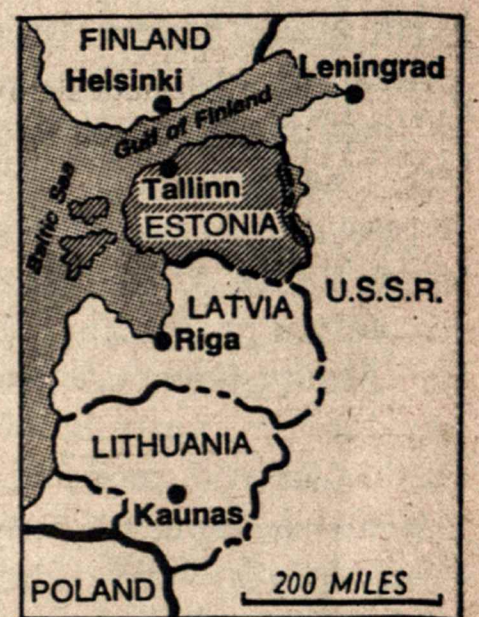 FINLAND
Helsinki
Leningrad
Gulf of Finland
Baltic Sea
Tallinn
ESTONIA
U.S.S.R.
LATVIA
Riga
LITHUANIA
Kaunas
POLAND
200 MILES